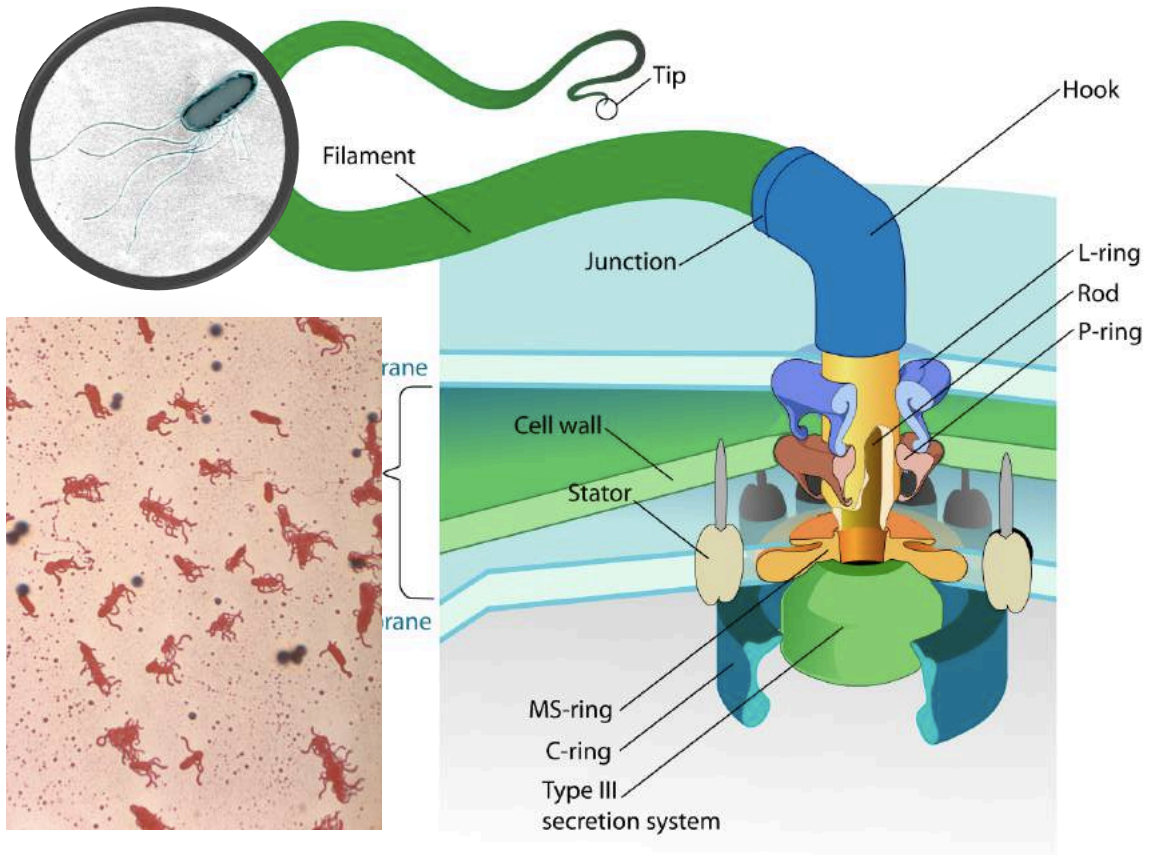 Tip
Hook
Filament
Junction
L-ring
Rod
P-ring
rane
Cell wall
Stator
rane
MS-ring
C-ring
Type III
secretion system